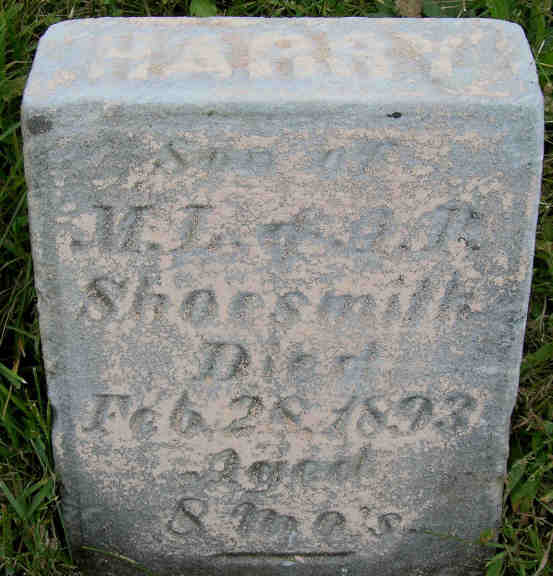 HARRY
Son of
M. L. & A. R.
Shoesmith
Died
Feb. 28, 1893
Aged
8 mo's.